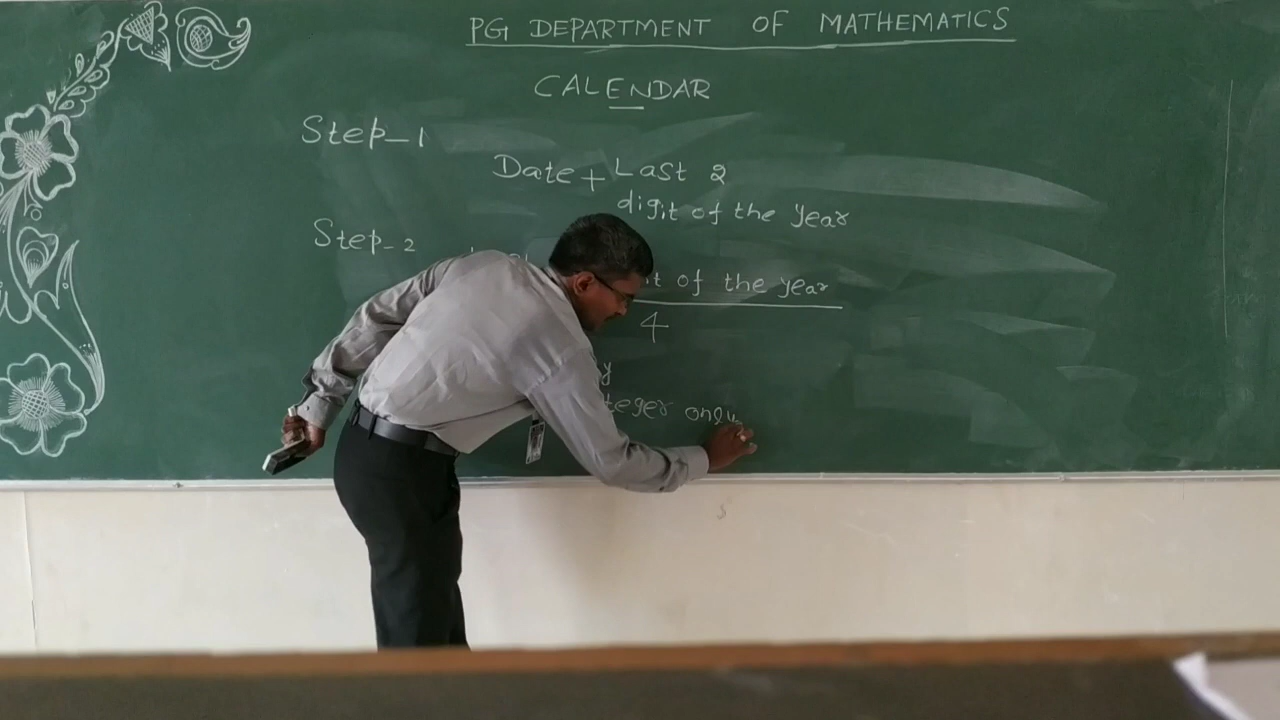 PG DEPARTMENT OF MATHEMATICS
CALENDAR
Step-1
Date + Last 2
digit of the year
Step-2
of the year
4
only